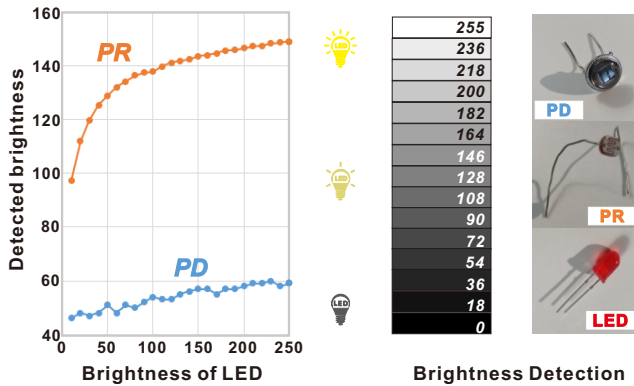 Detected brightness
160
140
120
100
80
60
40
PR
PD
0
50
100
150
200
250
Brightness of LED
LED
LED
LED
255
236
218
200
182
164
146
128
108
90
72
54
36
18
0
PD
PR
LED
Brightness Detection